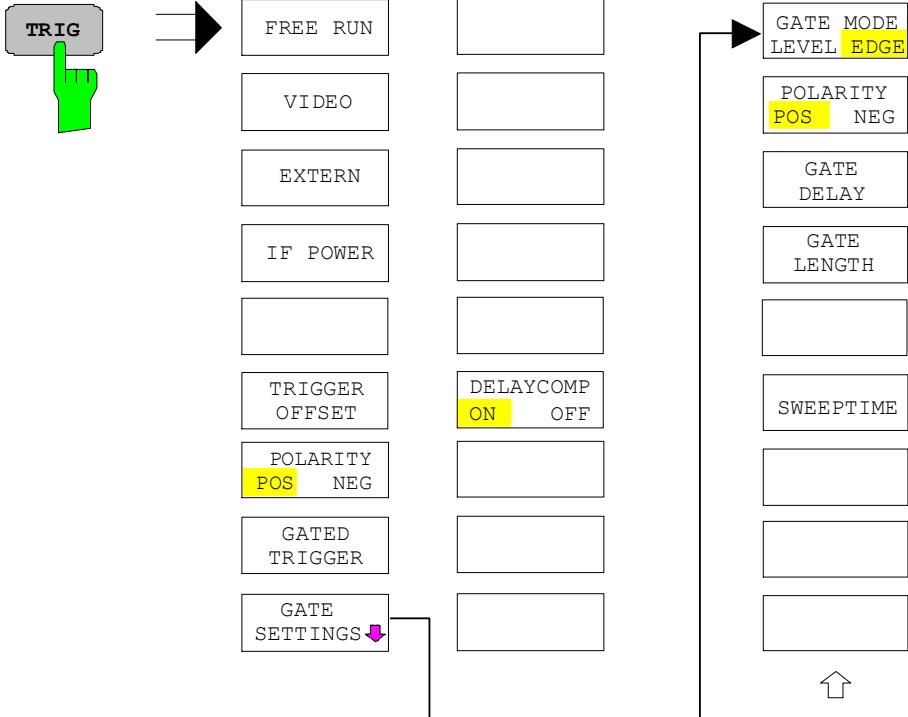 TRIG
FREE RUN
VIDEO
EXTERN
IF POWER
TRIGGER
OFFSET
POLARITY
POS NEG
GATED
TRIGGER
GATE
SETTINGS
DELAYCOMP
ON OFF
GATE MODE
LEVEL EDGE
POLARITY
POS NEG
GATE
DELAY
GATE
LENGTH
SWEEPTIME